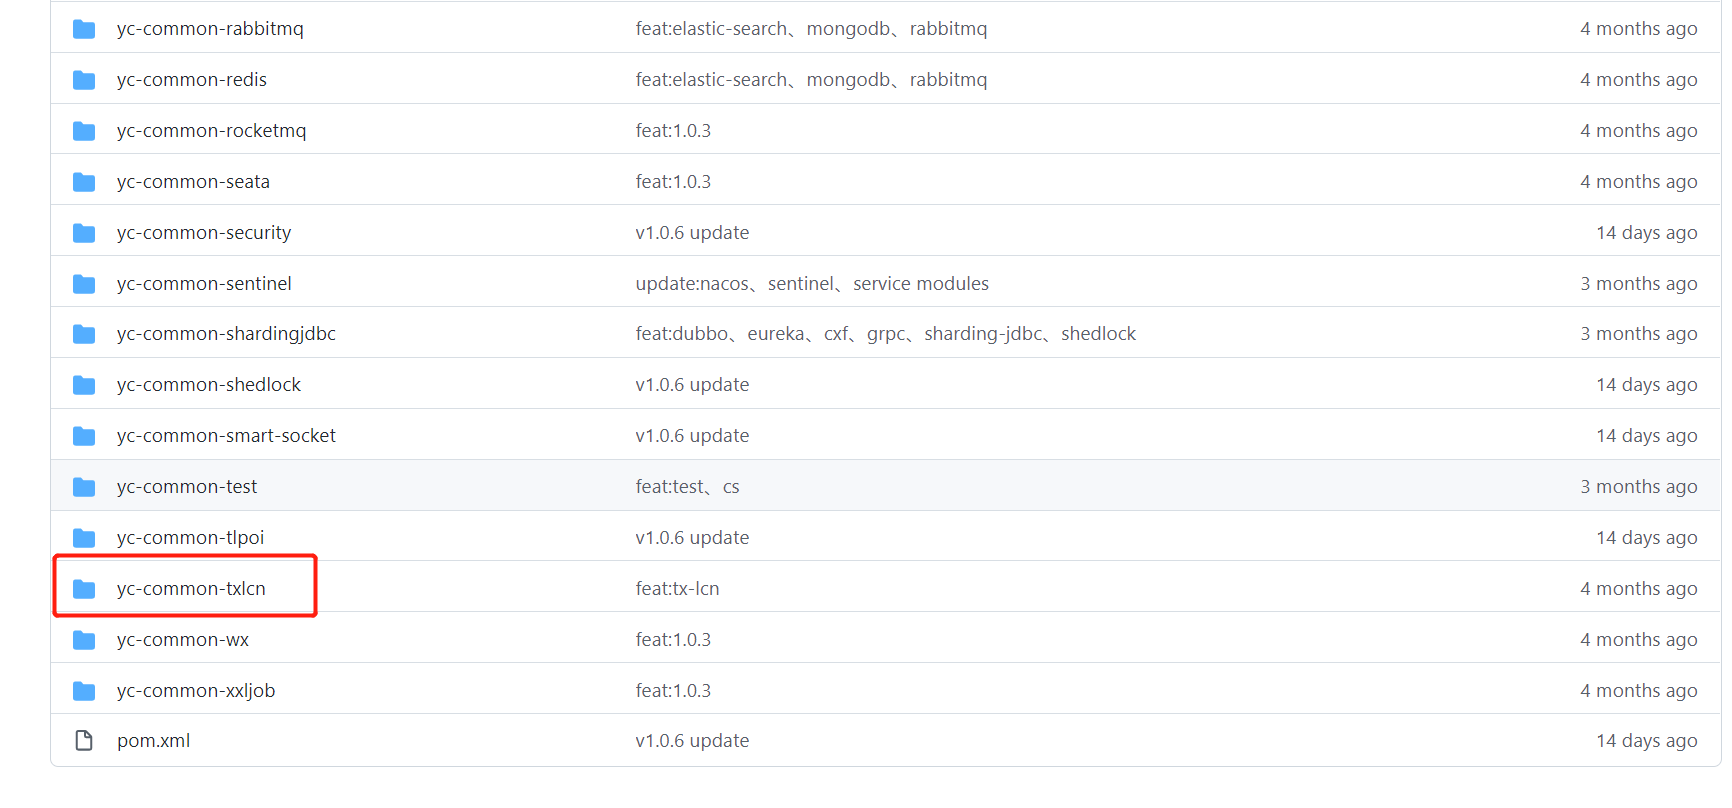 yc-common-rabbitmq feat:elastic-search、mongodb、rabbitmq 4 months ago
yc-common-redis feat:elastic-search、mongodb、rabbitmq 4 months ago
yc-common-rocketmq feat:1.0.3 4 months ago
yc-common-seata feat:1.0.3 4 months ago
yc-common-security v1.0.6 update 14 days ago
yc-common-sentinel update:nacos、sentinel、service modules 3 months ago
yc-common-shardingjdbc feat:dubbo、eureka、cxf、grpc、sharding-jdbc、shedlock 3 months ago
yc-common-shedlock v1.0.6 update 14 days ago
yc-common-smart-socket v1.0.6 update 14 days ago
yc-common-test feat:test、cs 3 months ago
yc-common-tlpoi v1.0.6 update 14 days ago
yc-common-txlcn feat:tx-lcn 4 months ago
yc-common-wx feat:1.0.3 4 months ago
yc-common-xxljob feat:1.0.3 4 months ago
pom.xml v1.0.6 update 14 days ago